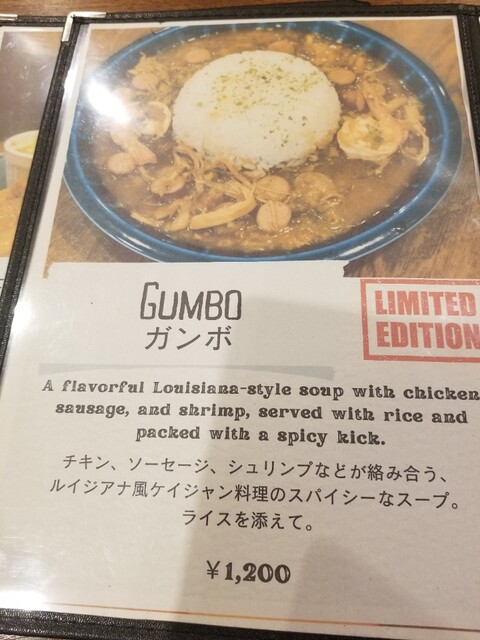 GUMBO
ガンボ
LIMITED
EDITION
A flavorful Louisiana-style soup with chicken
sausage, and shrimp, served with rice and
packed with a spicy kick.
チキン、ソーセージ、シュリンプなどが絡み合う、
ルイジアナ風ケイジャン料理のスパイシーなスープ。
ライスを添えて。
￥1,200